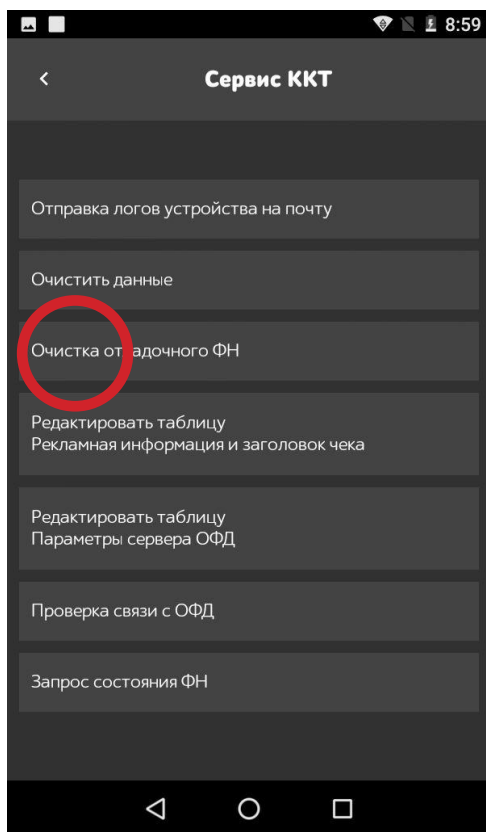 8:59
Сервис ККТ
Отправка логов устройства на почту
Очистить данные
Очистка отладочного ФН
Редактировать таблицу
Рекламная информация и заголовок чека
Редактировать таблицу
Параметры сервера ОФД
Проверка связи с ОФД
Запрос состояния ФН